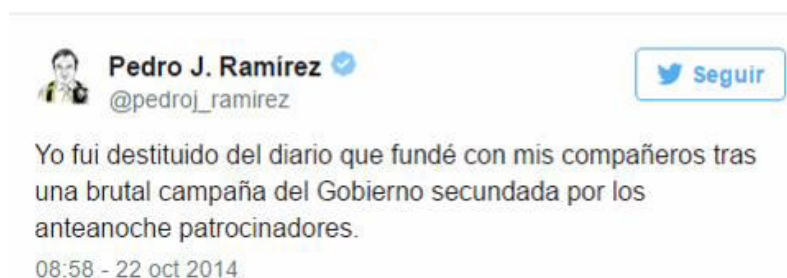 Pedro J. Ramírez
Seguir
@pedroj_ramirez
Yo fui destituido del diario que fundé con mis compañeros tras
una brutal campaña del Gobierno secundada por los
anteanoche patrocinadores.
08:58 - 22 oct 2014